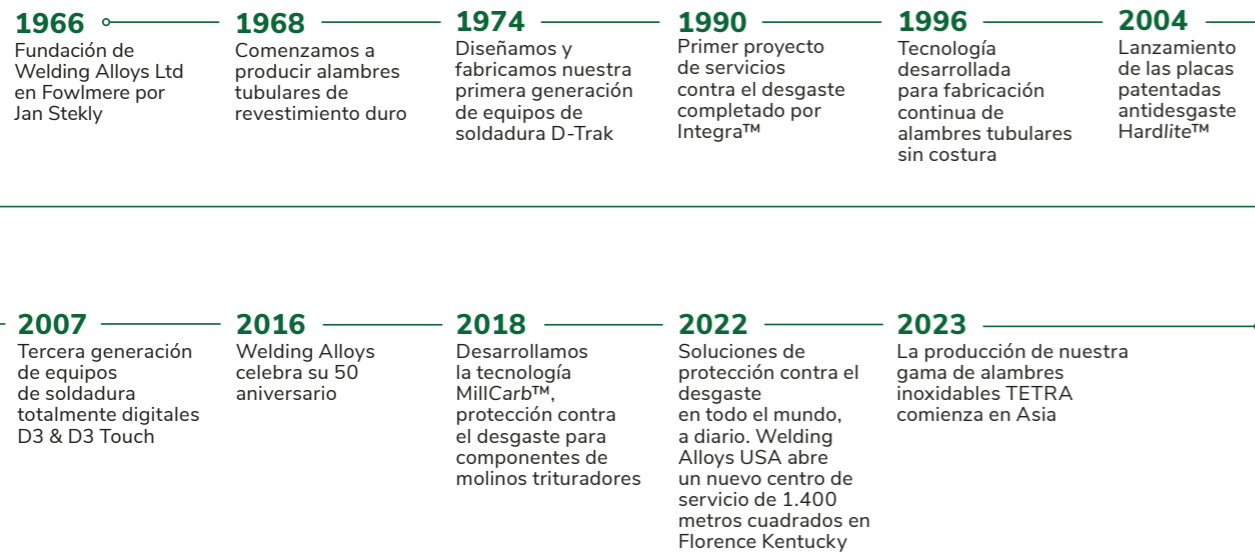 1966
Fundación de
Welding Alloys Ltd
en Fowlmere por
Jan Stekly
1968
Comenzamos a
producir alambres
tubulares de
revestimiento duro
1974
Diseñamos y
fabricamos nuestra
primera generación
de equipos de
soldadura D-Trak
1990
Primer proyecto
de servicios
contra el desgaste
completado por
Integra™
1996
Tecnología
desarrollada
para fabricación
continua de
alambres tubulares
sin costura
2004
Lanzamiento
de las placas
patentadas
antidesgaste
Hardlite™
2007
Tercera generación
de equipos
de soldadura
totalmente digitales
D3 & D3 Touch
2016
Welding Alloys
celebra su 50
aniversario
2018
Desarrollamos
la tecnología
MillCarb™,
protección contra
el desgaste para
componentes de
molinos trituradores
2022
Soluciones de
protección contra el
desgaste
en todo el mundo,
a diario. Welding
Alloys USA abre
un nuevo centro de
servicio de 1.400
metros cuadrados en
Florence Kentucky
2023
La producción de nuestra
gama de alambres
inoxidables TETRA
comienza en Asia